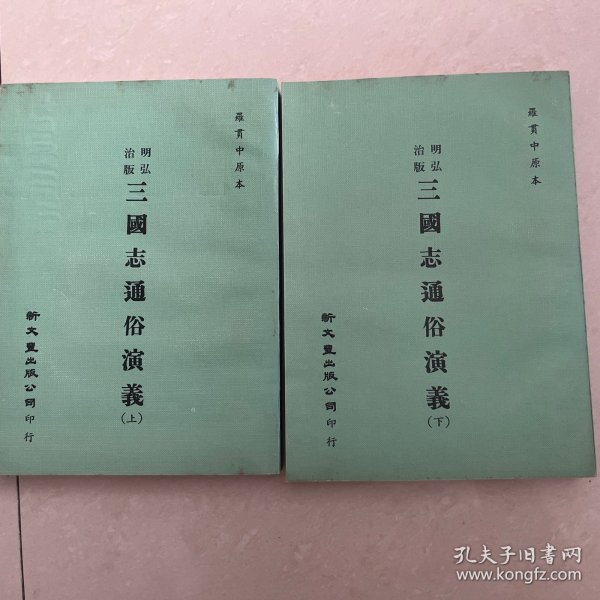 羅貫中原本
明弘
治版
三國志通俗演義(上)
新文豐出版公司印行
羅貫中原本
明弘
治版
三國志通俗演義(下)
新文豐出版公司印行
孔夫子旧书网
www.kongfz.com